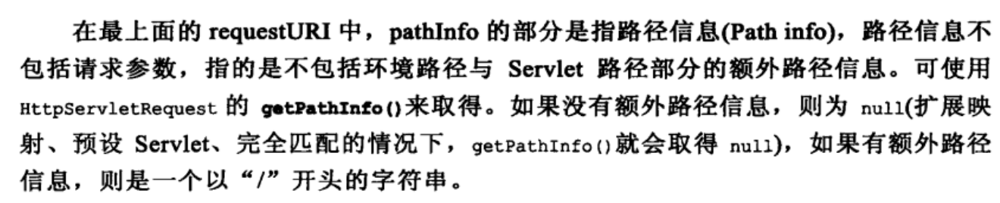 在最上面的 requestURI 中，pathInfo 的部分是指路径信息(Path info)，路径信息不
包括请求参数，指的是不包括环境路径与 Servlet 路径部分的额外路径信息。可使用
HttpServletRequest 的 getPathInfo()来取得。如果没有额外路径信息，则为 null(扩展映
射、预设 Servlet、完全匹配的情况下，getPathInfo()就会取得 null)，如果有额外路径
信息，则是一个以“/”开头的字符串。